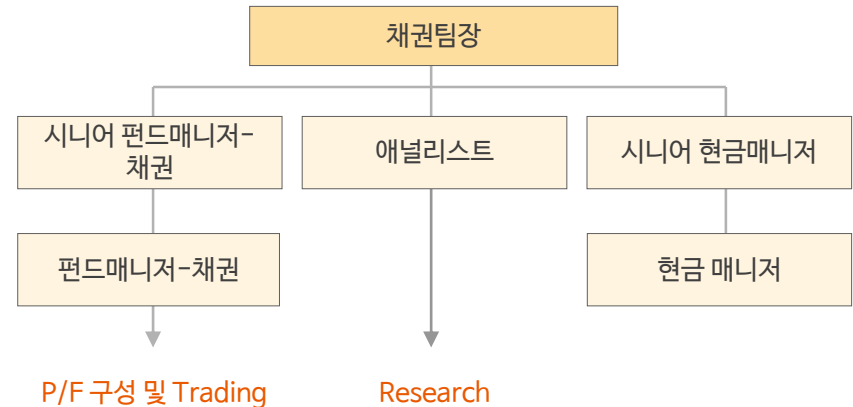 채권팀장
시니어 펀드매니저-
채권
애널리스트
시니어 현금매니저
펀드매니저-채권
현금 매니저
P/F 구성 및 Trading
Research